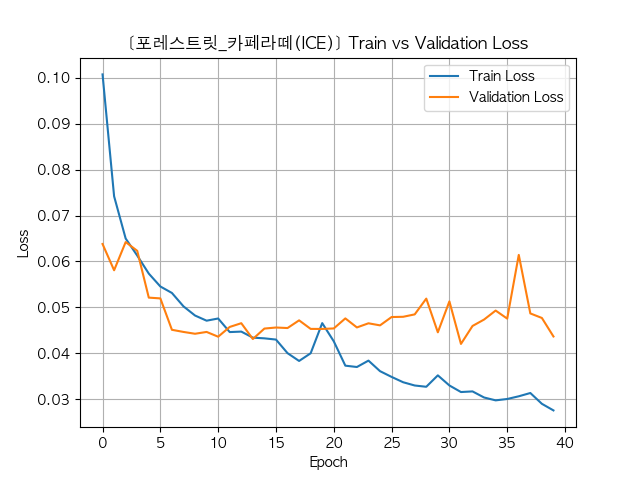 [포레스트릿_카페라떼(ICE)] Train vs Validation Loss
Train Loss
Validation Loss
Loss
0.10
0.09
0.08
0.07
0.06
0.05
0.04
0.03
0 5 10 15 20 25 30 35 40
Epoch